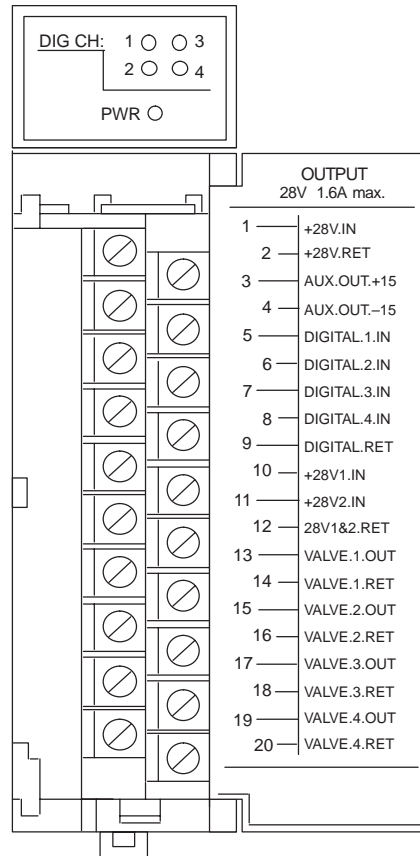 DIG CH: 1 3
2 4
PWR
OUTPUT
28V 1.6A max.
1 +28V.IN
2 +28V.RET
3 AUX.OUT.+15
4 AUX.OUT.–15
5 DIGITAL.1.IN
6 DIGITAL.2.IN
7 DIGITAL.3.IN
8 DIGITAL.4.IN
9 DIGITAL.RET
10 +28V1.IN
11 +28V2.IN
12 28V1&2.RET
13 VALVE.1.OUT
14 VALVE.1.RET
15 VALVE.2.OUT
16 VALVE.2.RET
17 VALVE.3.OUT
18 VALVE.3.RET
19 VALVE.4.OUT
20 VALVE.4.RET